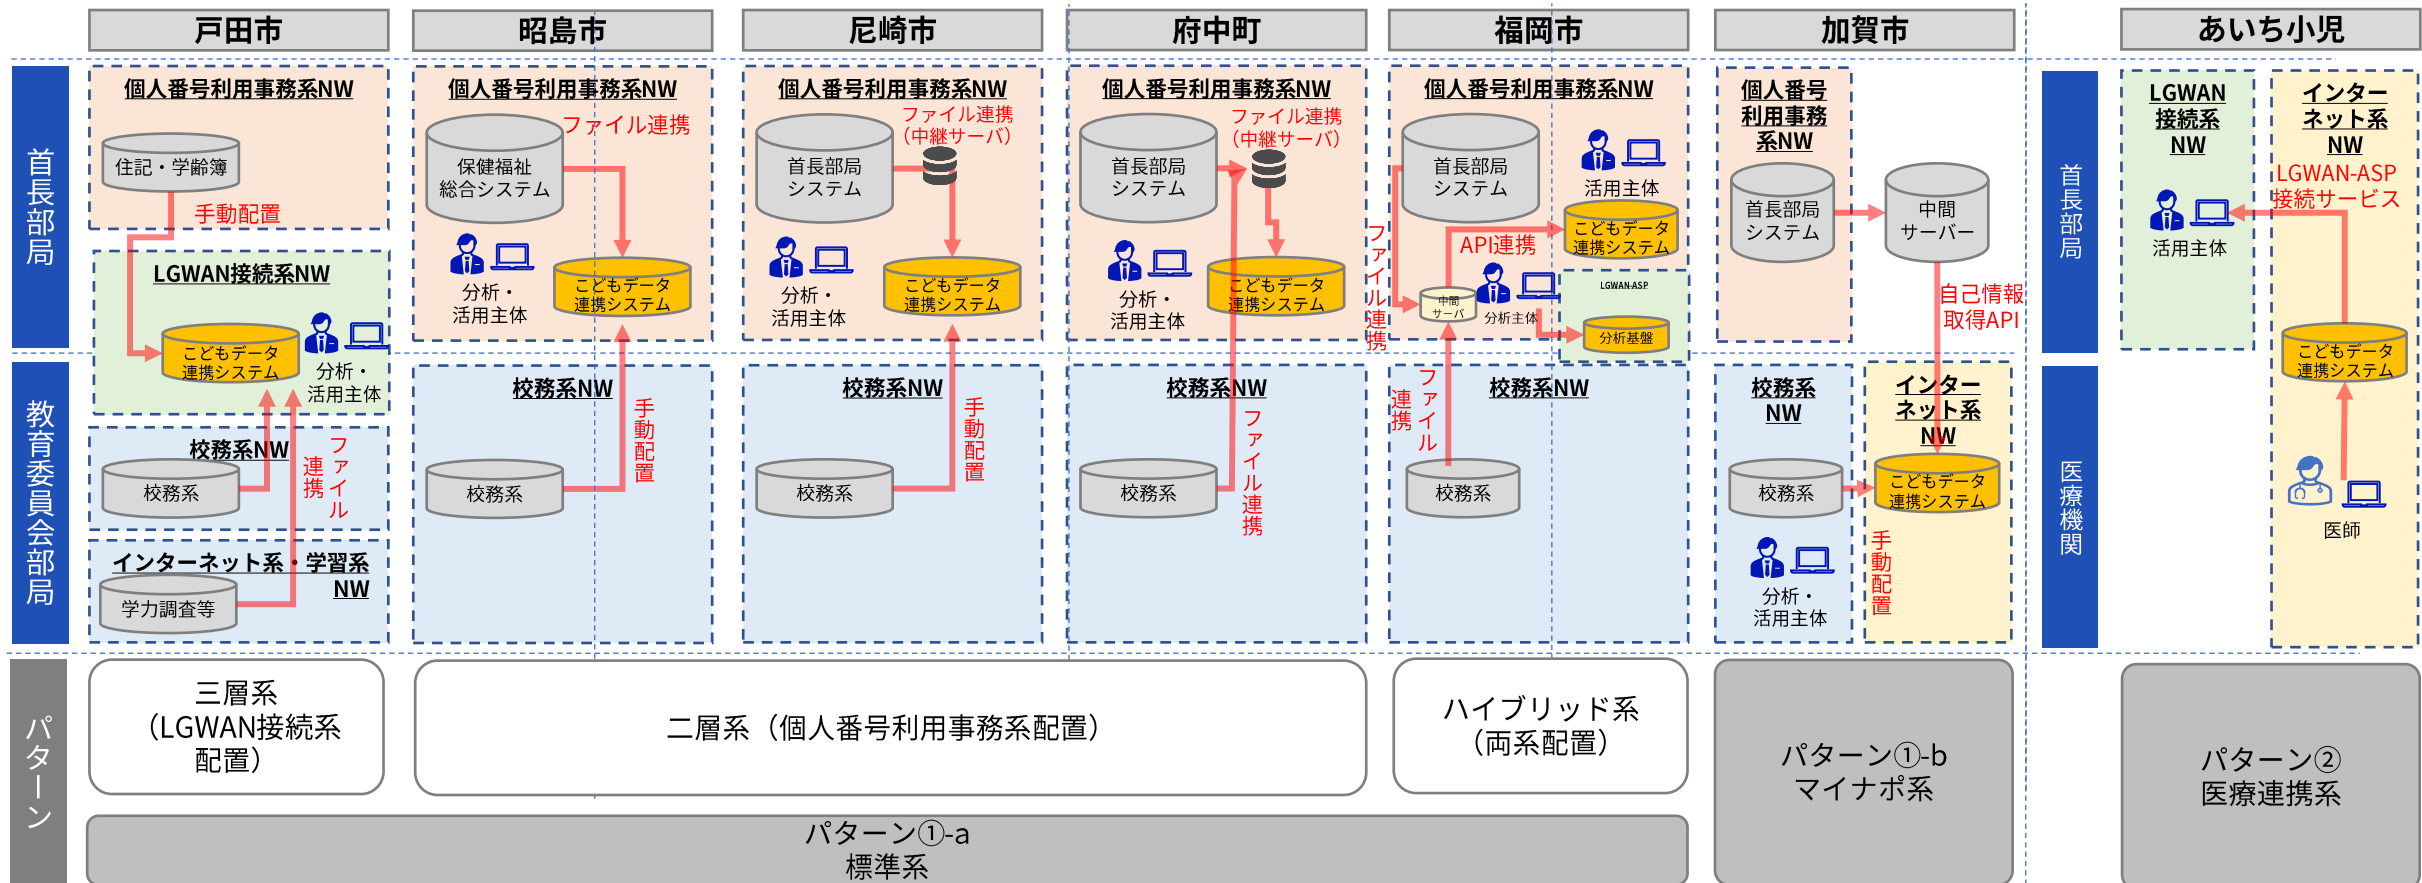 戸田市
昭島市
尼崎市
府中町
福岡市
加賀市
あいち小児
首長部局
教育委員会部局
パターン
個人番号利用事務系NW
住記・学齢簿
手動配置
LGWAN接続系NW
こどもデータ
連携システム
分析・
活用主体
校務系NW
校務系
ファイル
連携
インターネット系・学習系
NW
学力調査等
個人番号利用事務系NW
ファイル連携
保健福祉
総合システム
分析・
活用主体
こどもデータ
連携システム
校務系NW
手動配置
校務系
個人番号利用事務系NW
ファイル連携
（中継サーバ）
首長部局
システム
分析・
活用主体
こどもデータ
連携システム
校務系NW
手動配置
校務系
個人番号利用事務系NW
ファイル連携
（中継サーバ）
首長部局
システム
分析・
活用主体
こどもデータ
連携システム
校務系NW
ファイル連携
校務系
個人番号利用事務系NW
首長部局
システム
活用主体
こどもデータ
連携システム
API連携
ファイル連携
中間
サーバ
分析主体
LGWAN-ASP
分析基盤
校務系NW
ファイル
連携
校務系
個人番号
利用事務
系NW
首長部局
システム
中間
サーバー
自己情報
取得API
校務系
NW
校務系
分析・
活用主体
インター
ネット系
NW
こどもデータ
連携システム
手動配置
首長部局
医療機関
LGWAN
接続系
NW
活用主体
インター
ネット系
NW
LGWAN-ASP
接続サービス
こどもデータ
連携システム
医師
三層系
（LGWAN接続系
配置）
二層系（個人番号利用事務系配置）
ハイブリッド系
（両系配置）
パターン①-a
標準系
パターン①-b
マイナポ系
パターン②
医療連携系